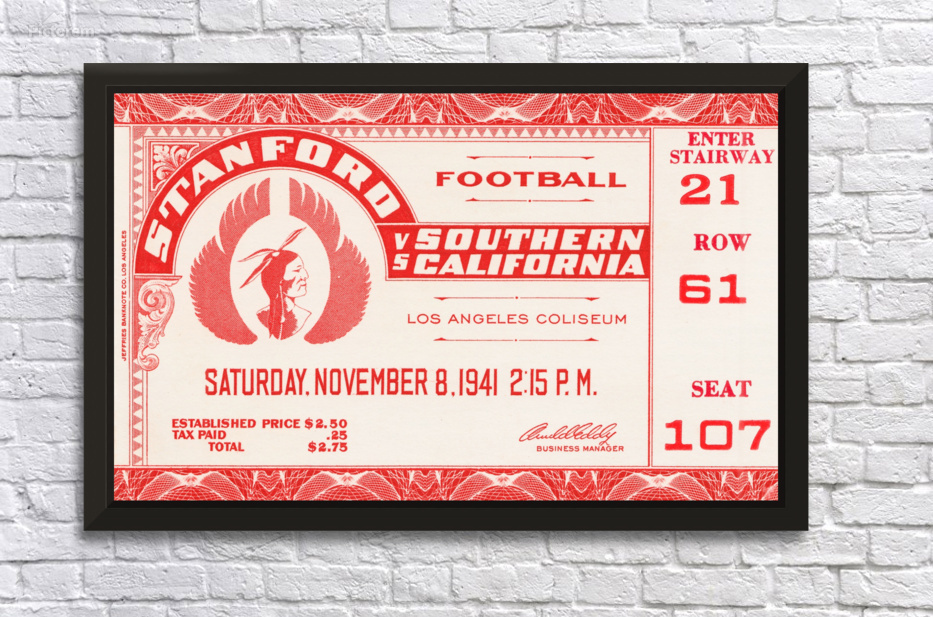 STANFORD
VS SOUTHERN
CALIFORNIA
FOOTBALL
LOS ANGELES COLISEUM
SATURDAY, NOVEMBER 8, 1941 2:15 P.M.
ESTABLISHED PRICE $2.50
TAX PAID .25
TOTAL $2.75
BUSINESS MANAGER
JEFFRIES BANKNOTE CO. LOS ANGELES
ENTER
STAIRWAY
21
ROW
61
SEAT
107